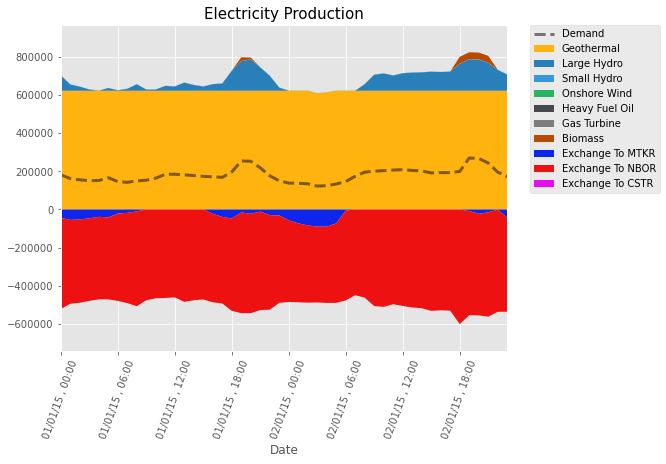 Electricity Production
Demand
Geothermal
Large Hydro
Small Hydro
Onshore Wind
Heavy Fuel Oil
Gas Turbine
Biomass
Exchange To MTKR
Exchange To NBOR
Exchange To CSTR
800000
600000
400000
200000
0
−200000
−400000
−600000
01/01/15 , 00:00
01/01/15 , 06:00
01/01/15 , 12:00
01/01/15 , 18:00
02/01/15 , 00:00
02/01/15 , 06:00
02/01/15 , 12:00
02/01/15 , 18:00
Date